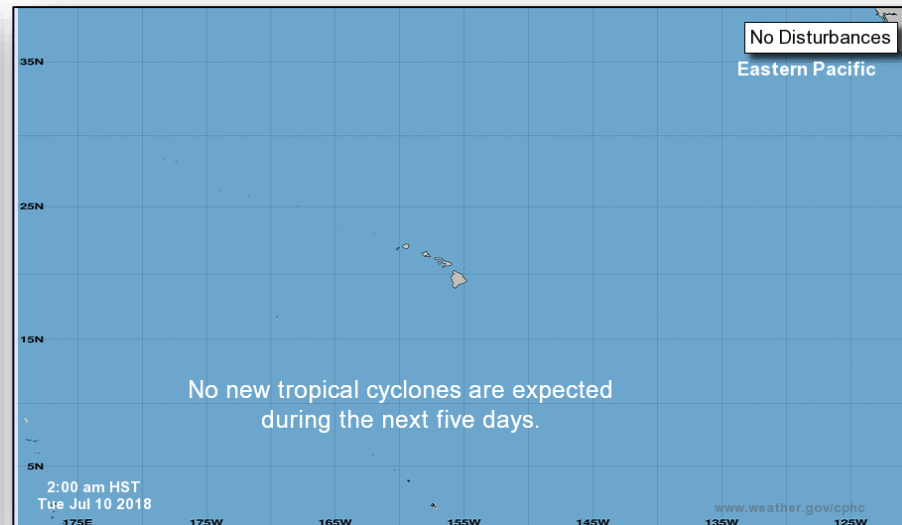 No Disturbances
35N
Eastern Pacific
25N
15N
No new tropical cyclones are expected
during the next five days.
5N
2:00 am HST
Tue Jul 10 2018
www.weather.gov/cphc
175E 175W 165W 155W 145W 135W 125W